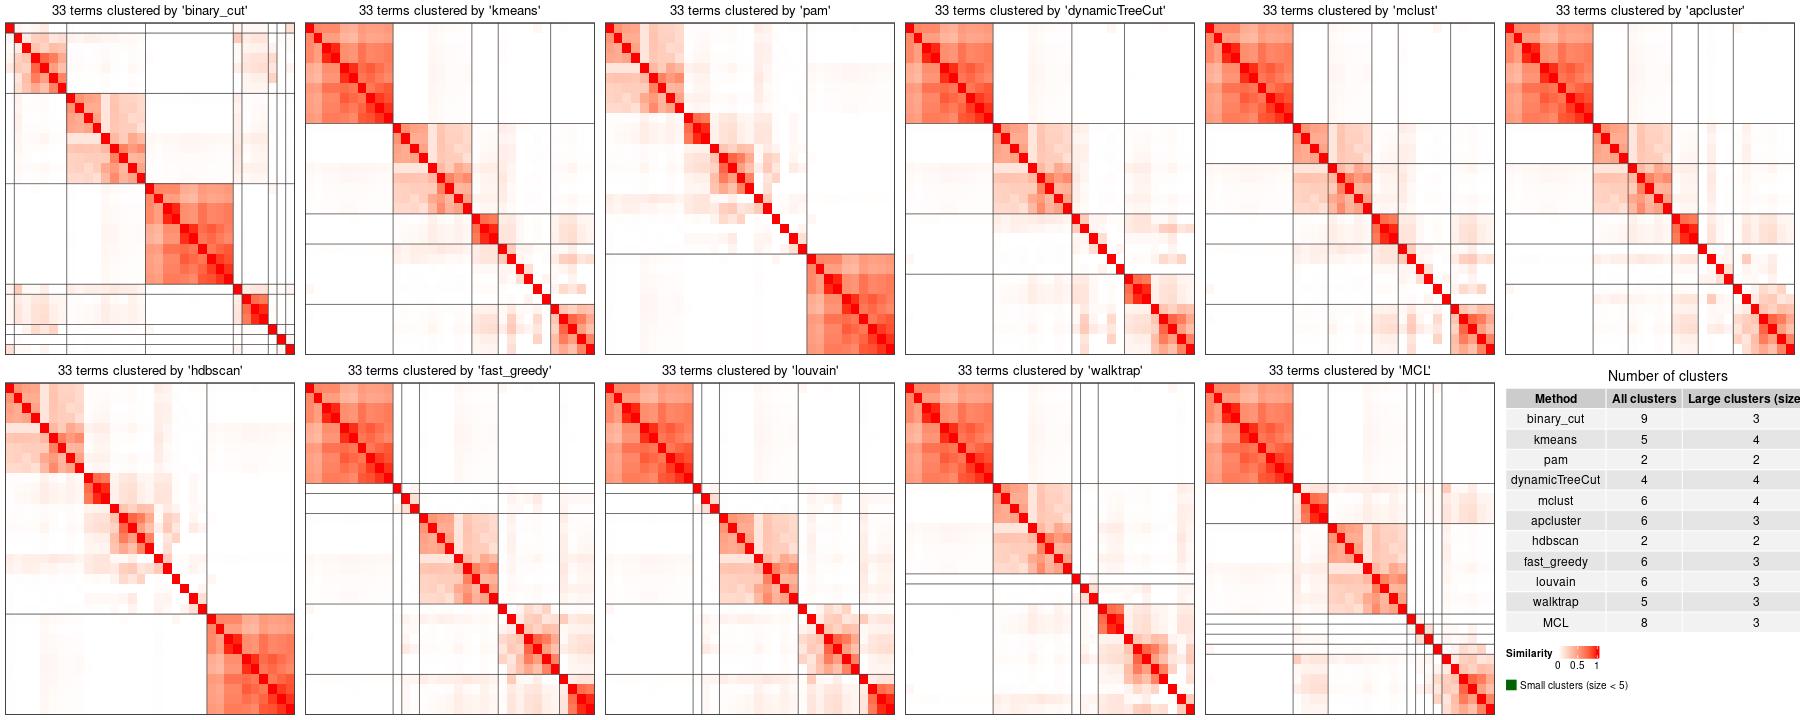 33 terms clustered by 'binary_cut'
33 terms clustered by 'kmeans'
33 terms clustered by 'pam'
33 terms clustered by 'dynamicTreeCut'
33 terms clustered by 'mclust'
33 terms clustered by 'apcluster'
33 terms clustered by 'hdbscan'
33 terms clustered by 'fast_greedy'
33 terms clustered by 'louvain'
33 terms clustered by 'walktrap'
33 terms clustered by 'MCL'
Number of clusters
Method All clusters Large clusters (size
binary_cut 9 3
kmeans 5 4
pam 2 2
dynamicTreeCut 4 4
mclust 6 4
apcluster 6 3
hdbscan 2 2
fast_greedy 6 3
louvain 6 3
walktrap 5 3
MCL 8 3
Similarity
0 0.5 1
Small clusters (size < 5)